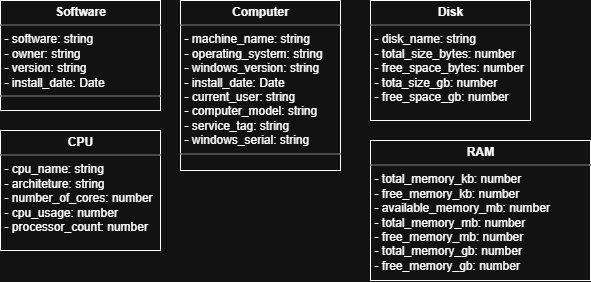 Software
- software: string
- owner: string
- version: string
- install_date: Date
CPU
- cpu_name: string
- architeture: string
- number_of_cores: number
- cpu_usage: number
- processor_count: number
Computer
- machine_name: string
- operating_system: string
- windows_version: string
- install_date: Date
- current_user: string
- computer_model: string
- service_tag: string
- windows_serial: string
Disk
- disk_name: string
- total_size_bytes: number
- free_space_bytes: number
- tota_size_gb: number
- free_space_gb: number
RAM
- total_memory_kb: number
- free_memory_kb: number
- available_memory_mb: number
- total_memory_mb: number
- free_memory_mb: number
- total_memory_gb: number
- free_memory_gb: number